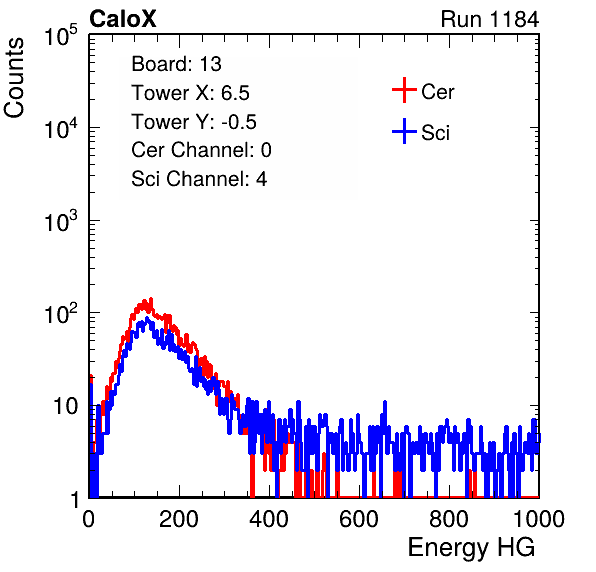 CaloX Run 1184
Counts
10^5
10^4
10^3
10^2
10
1
Board: 13
Tower X: 6.5
Tower Y: -0.5
Cer Channel: 0
Sci Channel: 4
Cer
Sci
0 200 400 600 800 1000
Energy HG